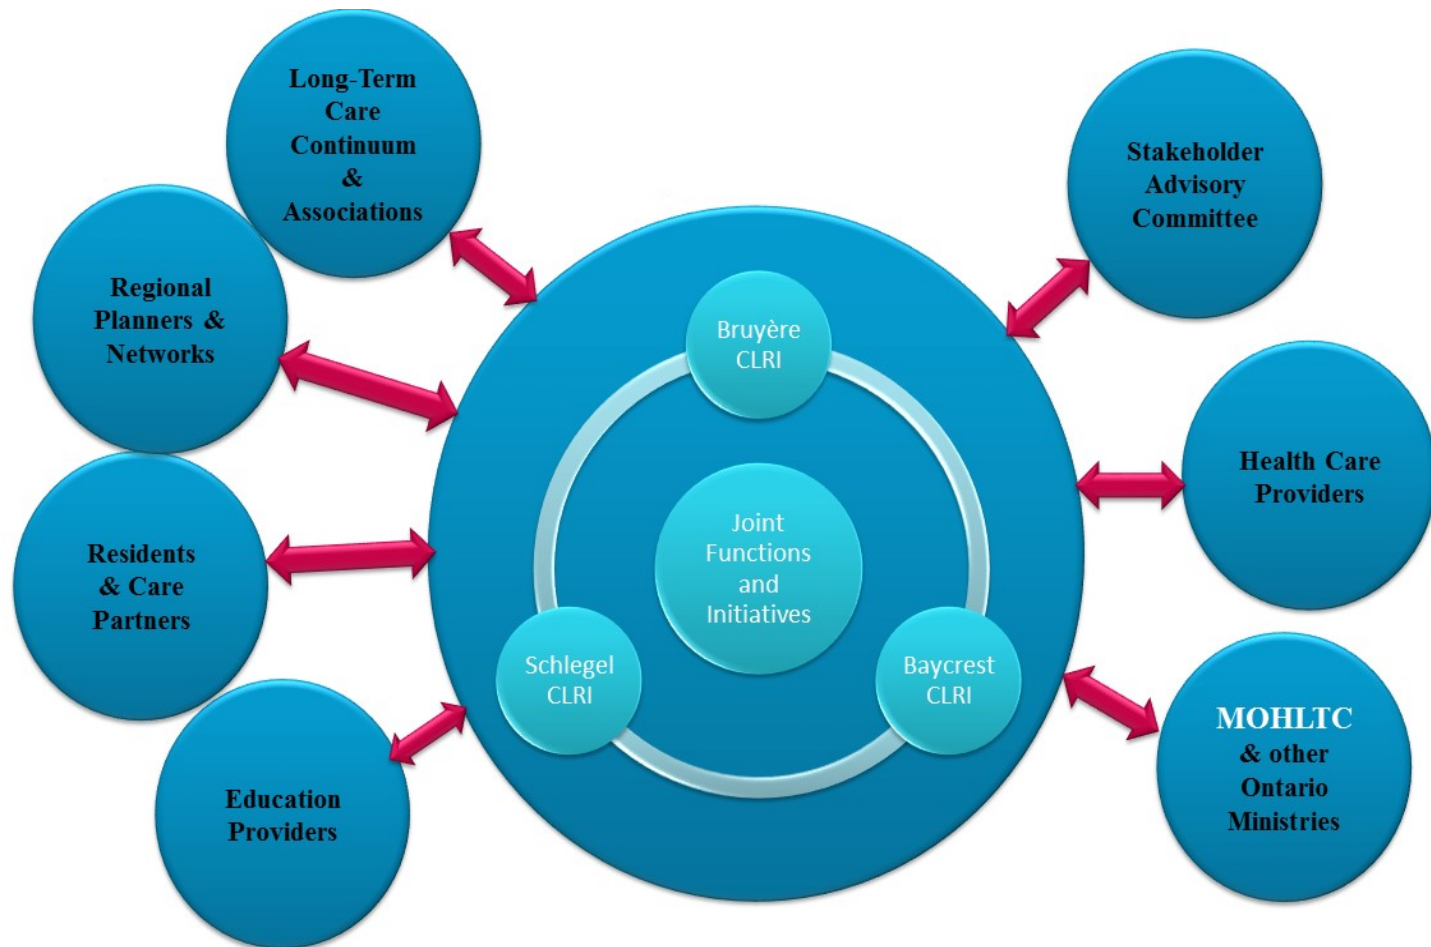 Long-Term
Care
Continuum
&
Associations
Regional
Planners &
Networks
Residents
& Care
Partners
Education
Providers
Bruyère
CLRI
Joint
Functions
and
Initiatives
Schlegel
CLRI
Baycrest
CLRI
Stakeholder
Advisory
Committee
Health Care
Providers
MOHLTC
& other
Ontario
Ministries